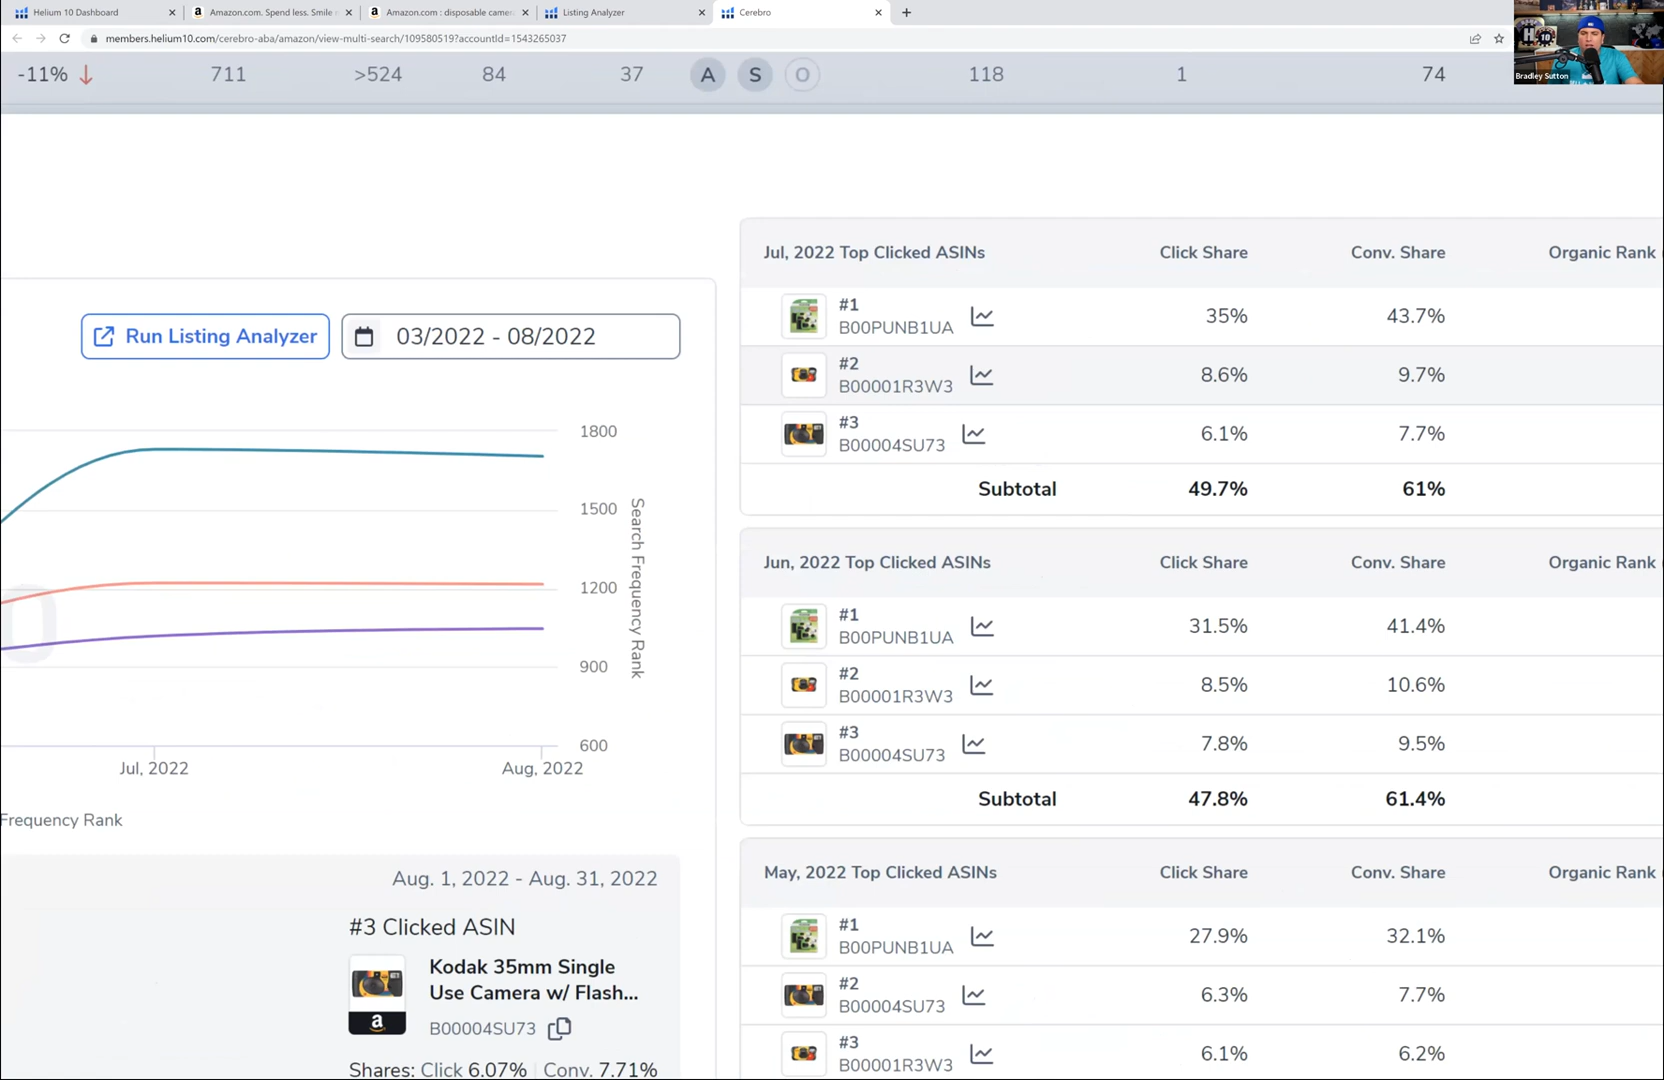 Helium 10 Dashboard
Amazon.com. Spend less. Smile
Amazon.com : disposable camer
Listing Analyzer
Cerebro
members.helium10.com/cerebro-aba/amazon/view-multi-search/109580519?accountId=1543265037
H 10
Bradley Sutton
-11% 711 >524 84 37 A S O 118 1 74
Run Listing Analyzer
03/2022 - 08/2022
1800
1500
1200
900
600
Search Frequency Rank
Jul, 2022
Aug, 2022
Frequency Rank
Aug. 1, 2022 - Aug. 31, 2022
#3 Clicked ASIN
Kodak 35mm Single
Use Camera w/ Flash...
a
B00004SU73
Shares: Click 6.07% | Conv. 7.71%
Jul, 2022 Top Clicked ASINs Click Share Conv. Share Organic Rank
#1
B00PUNB1UA 35% 43.7%
#2
B00001R3W3 8.6% 9.7%
#3
B00004SU73 6.1% 7.7%
Subtotal 49.7% 61%
Jun, 2022 Top Clicked ASINs Click Share Conv. Share Organic Rank
#1
B00PUNB1UA 31.5% 41.4%
#2
B00001R3W3 8.5% 10.6%
#3
B00004SU73 7.8% 9.5%
Subtotal 47.8% 61.4%
May, 2022 Top Clicked ASINs Click Share Conv. Share Organic Rank
#1
B00PUNB1UA 27.9% 32.1%
#2
B00004SU73 6.3% 7.7%
#3
B00001R3W3 6.1% 6.2%